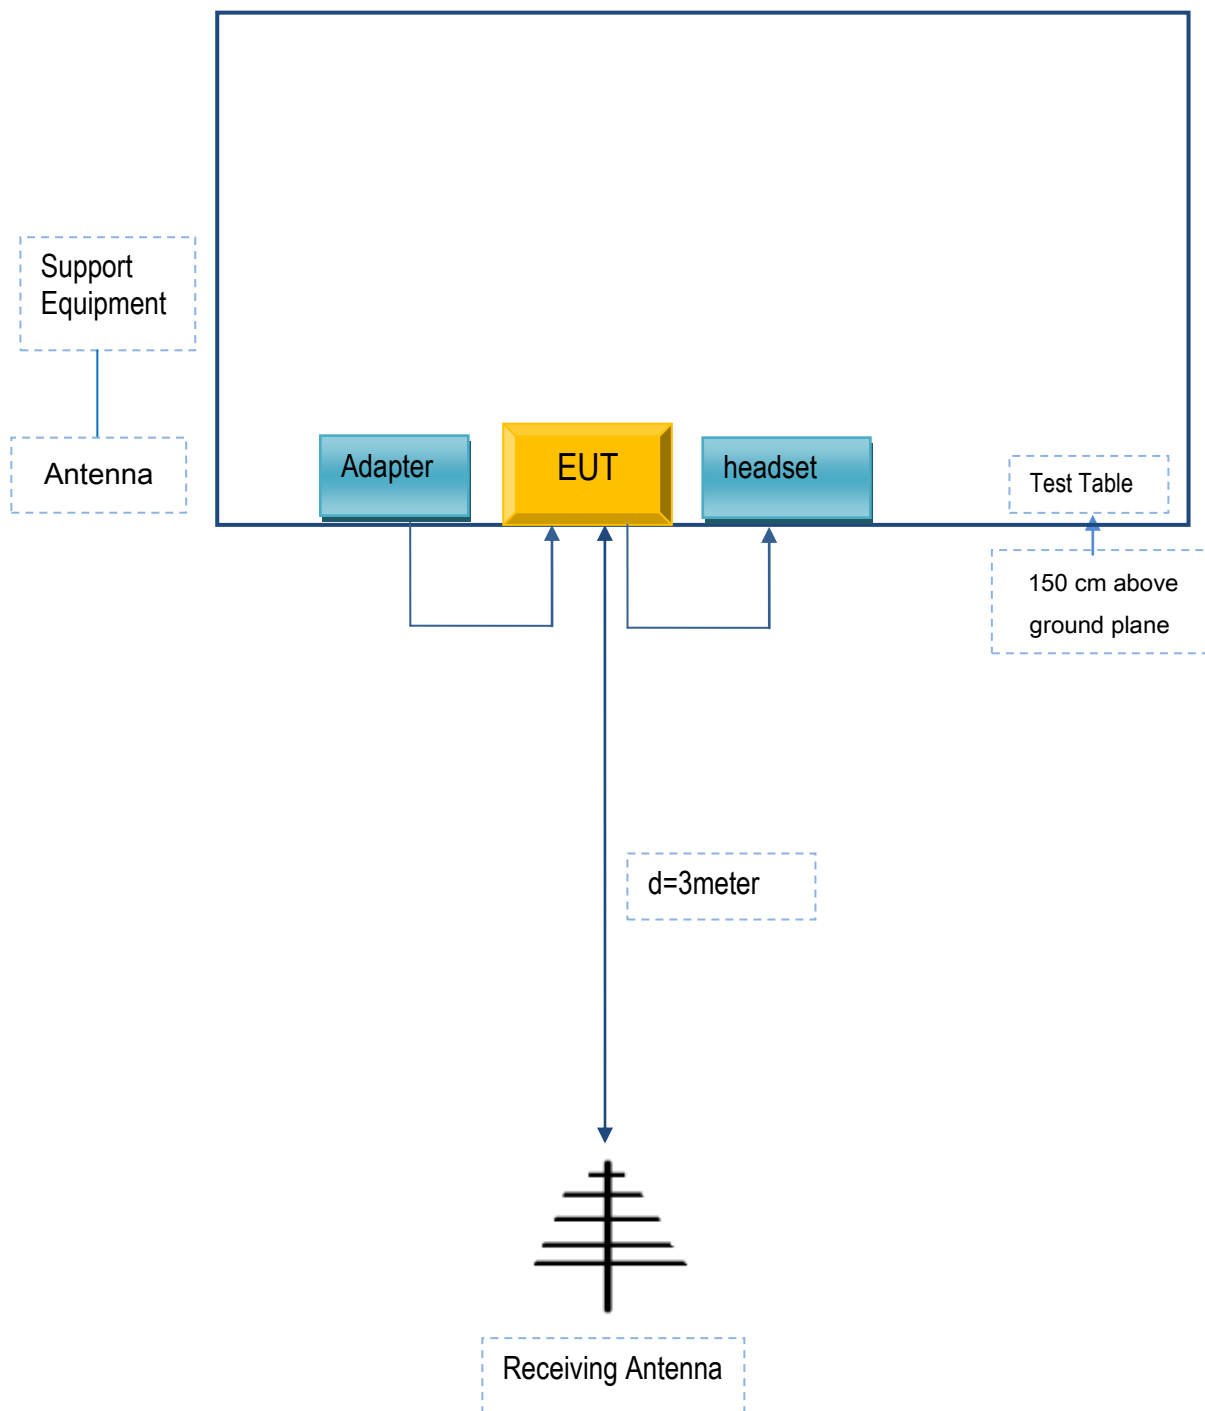 Support
Equipment
Antenna
Adapter
EUT
headset
Test Table
150 cm above
ground plane
d=3meter
Receiving Antenna